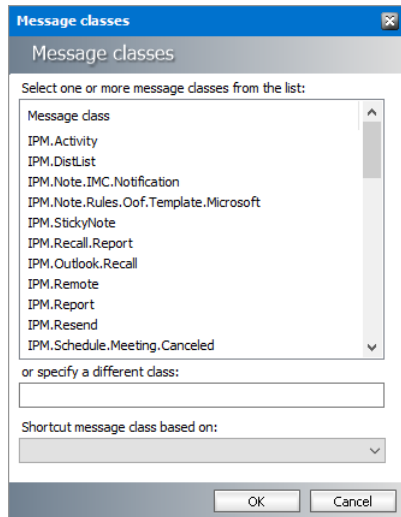 Message classes
Message classes
Select one or more message classes from the list:
Message class
IPM.Activity
IPM.DistList
IPM.Note.IMC.Notification
IPM.Note.Rules.Oof.Template.Microsoft
IPM.StickyNote
IPM.Recall.Report
IPM.Outlook.Recall
IPM.Remote
IPM.Report
IPM.Resend
IPM.Schedule.Meeting.Canceled
or specify a different class:
Shortcut message class based on:
OK Cancel